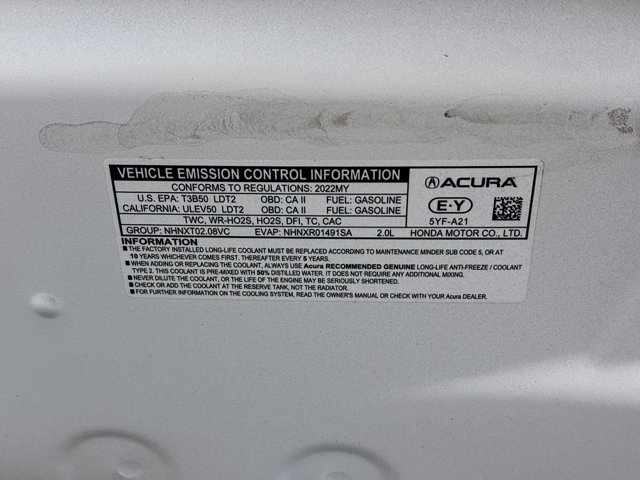 VEHICLE EMISSION CONTROL INFORMATION
CONFORMS TO REGULATIONS: 2022MY
U.S. EPA: T3B50 LDT2 OBD: CA II FUEL: GASOLINE
CALIFORNIA: ULEV50 LDT2 OBD: CA II FUEL: GASOLINE
TWC, WR-HO2S, HO2S, DFI, TC, CAC
GROUP: NHNXT02.08VC EVAP: NHNXR01491SA 2.0L
ACURA
E·Y
5YF-A21
HONDA MOTOR CO., LTD.
INFORMATION
■ THE FACTORY INSTALLED LONG-LIFE COOLANT MUST BE REPLACED ACCORDING TO MAINTENANCE MINDER SUB CODE 5, OR AT
10 YEARS WHICHEVER COMES FIRST. THEREAFTER EVERY 5 YEARS.
■ WHEN ADDING OR REPLACING THE COOLANT, ALWAYS USE Acura RECOMMENDED GENUINE LONG-LIFE ANTI-FREEZE / COOLANT
TYPE 2. THIS COOLANT IS PRE-MIXED WITH 50% DISTILLED WATER. IT DOES NOT REQUIRE ANY ADDITIONAL MIXING.
■ NEVER DILUTE THE COOLANT, OR THE LIFE OF THE ENGINE MAY BE SERIOUSLY SHORTENED.
■ CHECK OR ADD THE COOLANT AT THE RESERVE TANK, NOT THE RADIATOR.
■ FOR FURTHER INFORMATION ON THE COOLING SYSTEM, READ THE OWNER'S MANUAL OR CHECK WITH YOUR Acura DEALER.